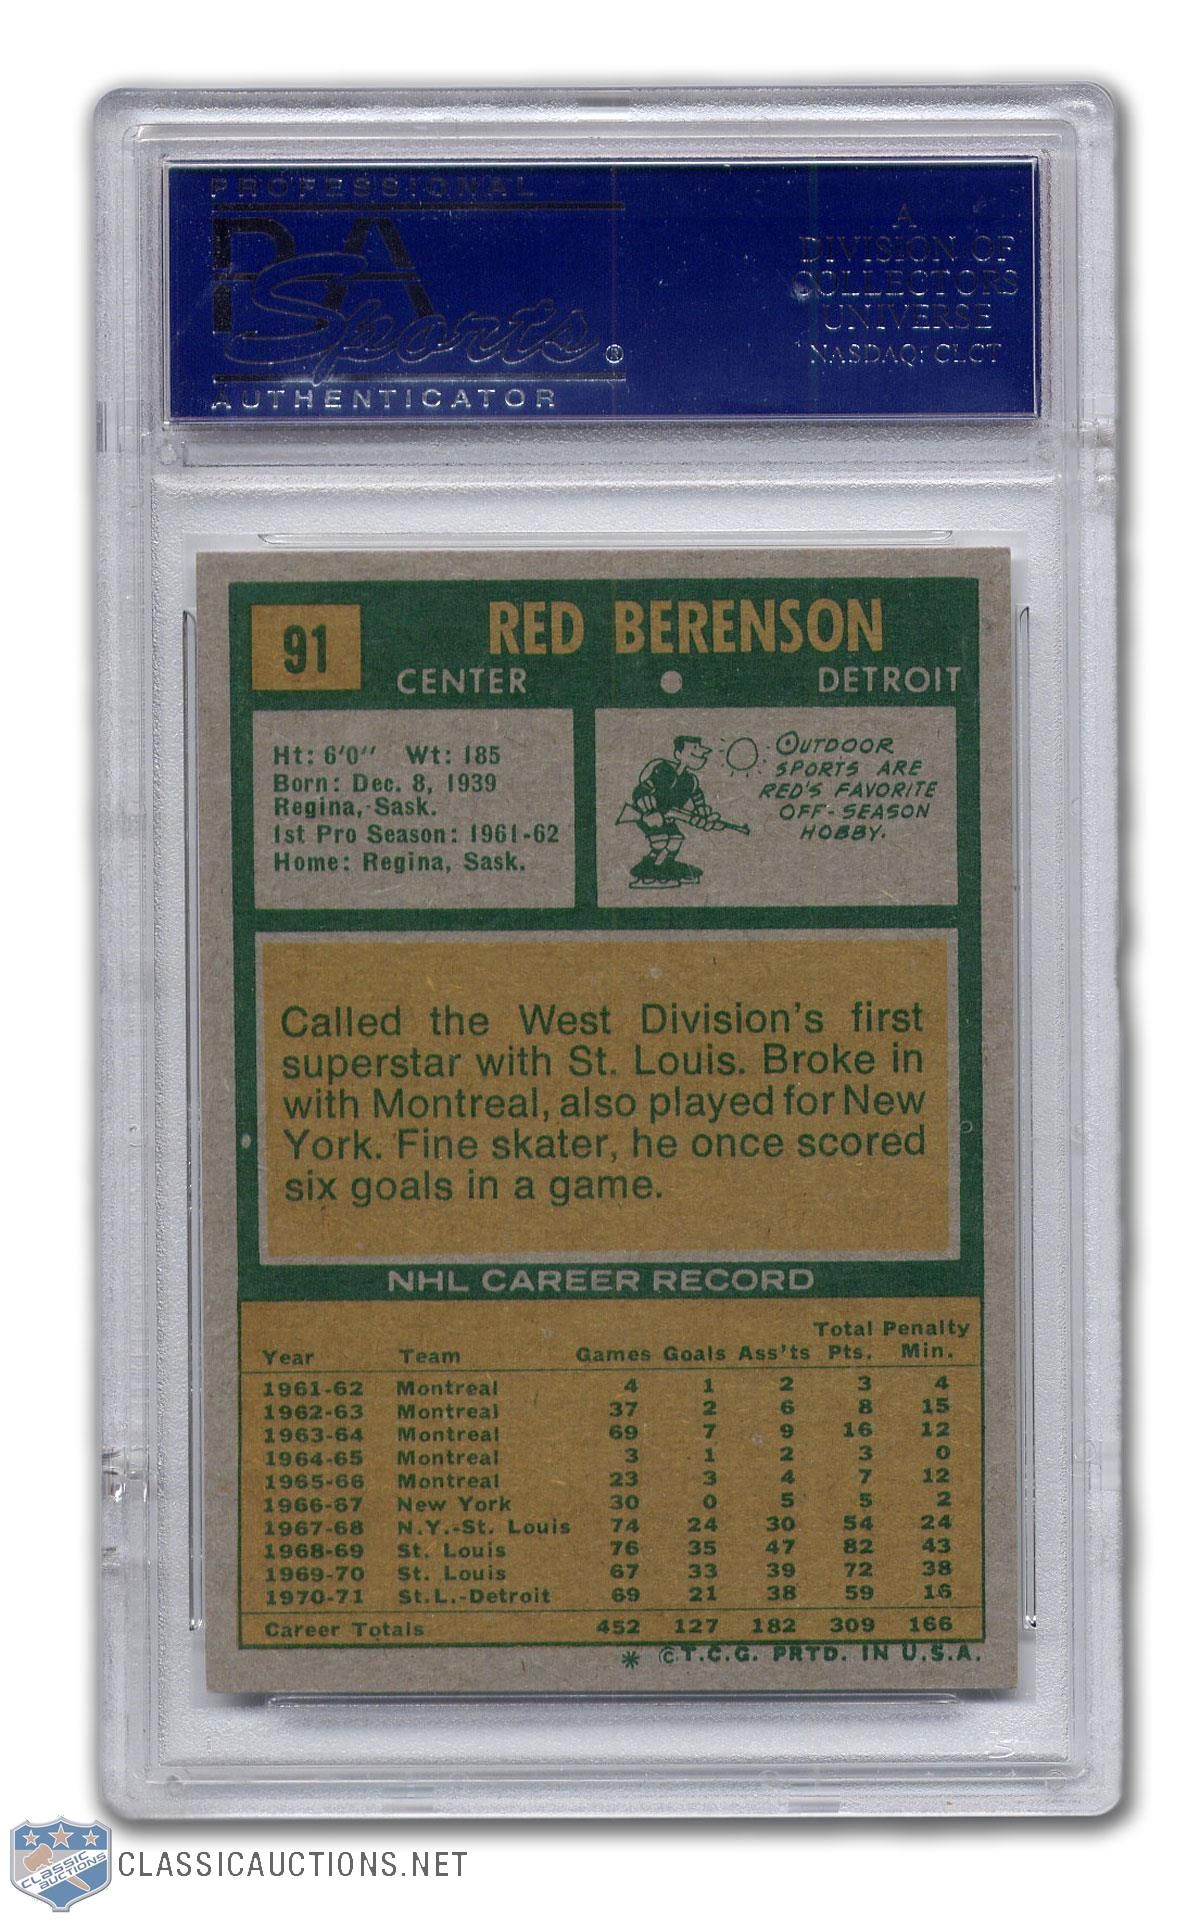 PROFESSIONAL
PSA
Sports®
AUTHENTICATOR
A
DIVISION OF
COLLECTORS
UNIVERSE
NASDAQ: CLCT
91
RED BERENSON
CENTER
DETROIT
Ht: 6'0'' Wt: 185
Born: Dec. 8, 1939
Regina, Sask.
1st Pro Season: 1961-62
Home: Regina, Sask.
OUTDOOR
SPORTS ARE
RED'S FAVORITE
OFF-SEASON
HOBBY.
Called the West Division's first
superstar with St. Louis. Broke in
with Montreal, also played for New
York. Fine skater, he once scored
six goals in a game.
NHL CAREER RECORD
Total Penalty
Year Team Games Goals Ass'ts Pts. Min.
1961-62 Montreal 4 1 2 3 4
1962-63 Montreal 37 2 6 8 15
1963-64 Montreal 69 7 9 16 12
1964-65 Montreal 3 1 2 3 0
1965-66 Montreal 23 3 4 7 12
1966-67 New York 30 0 5 5 2
1967-68 N.Y.-St. Louis 74 24 30 54 24
1968-69 St. Louis 76 35 47 82 43
1969-70 St. Louis 67 33 39 72 38
1970-71 St.L.-Detroit 69 21 38 59 16
Career Totals 452 127 182 309 166
* ©T.C.G. PRTD. IN U.S.A.
CLASSIC
AUCTIONS
CLASSICAUCTIONS.NET